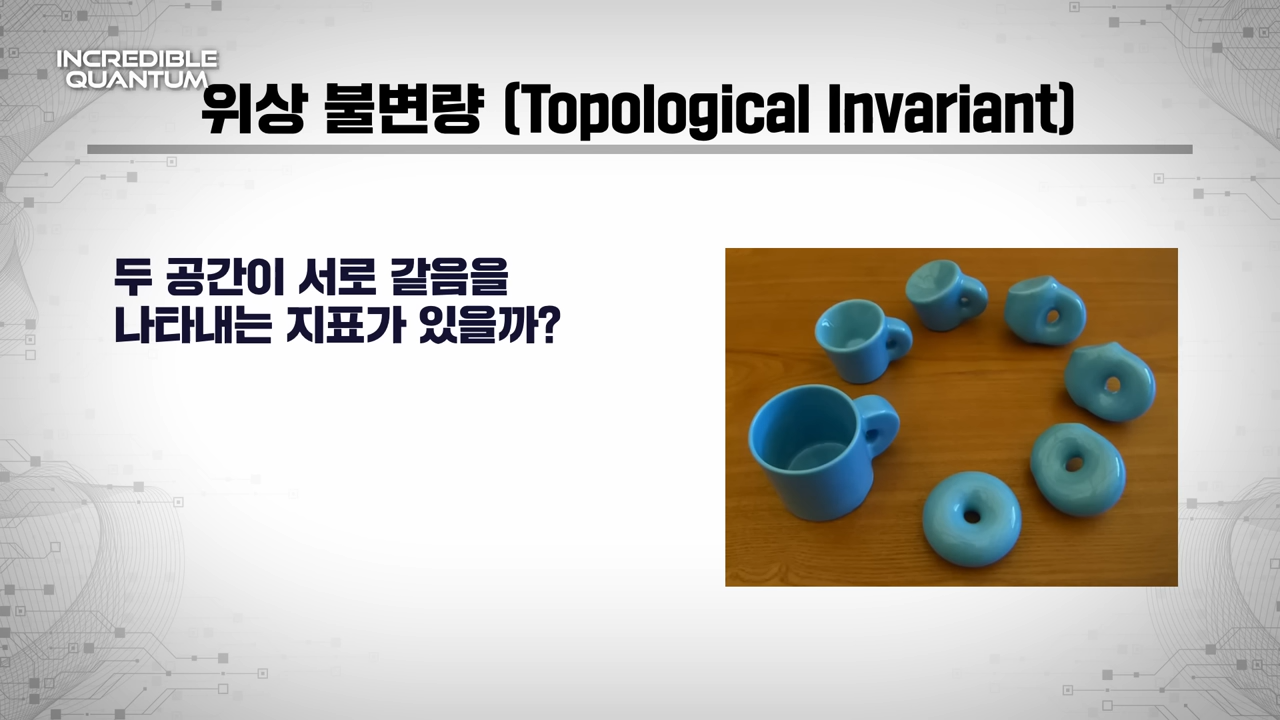 INCREDIBLE
QUANTUM
위상 불변량 (Topological Invariant)
두 공간이 서로 같음을
나타내는 지표가 있을까?